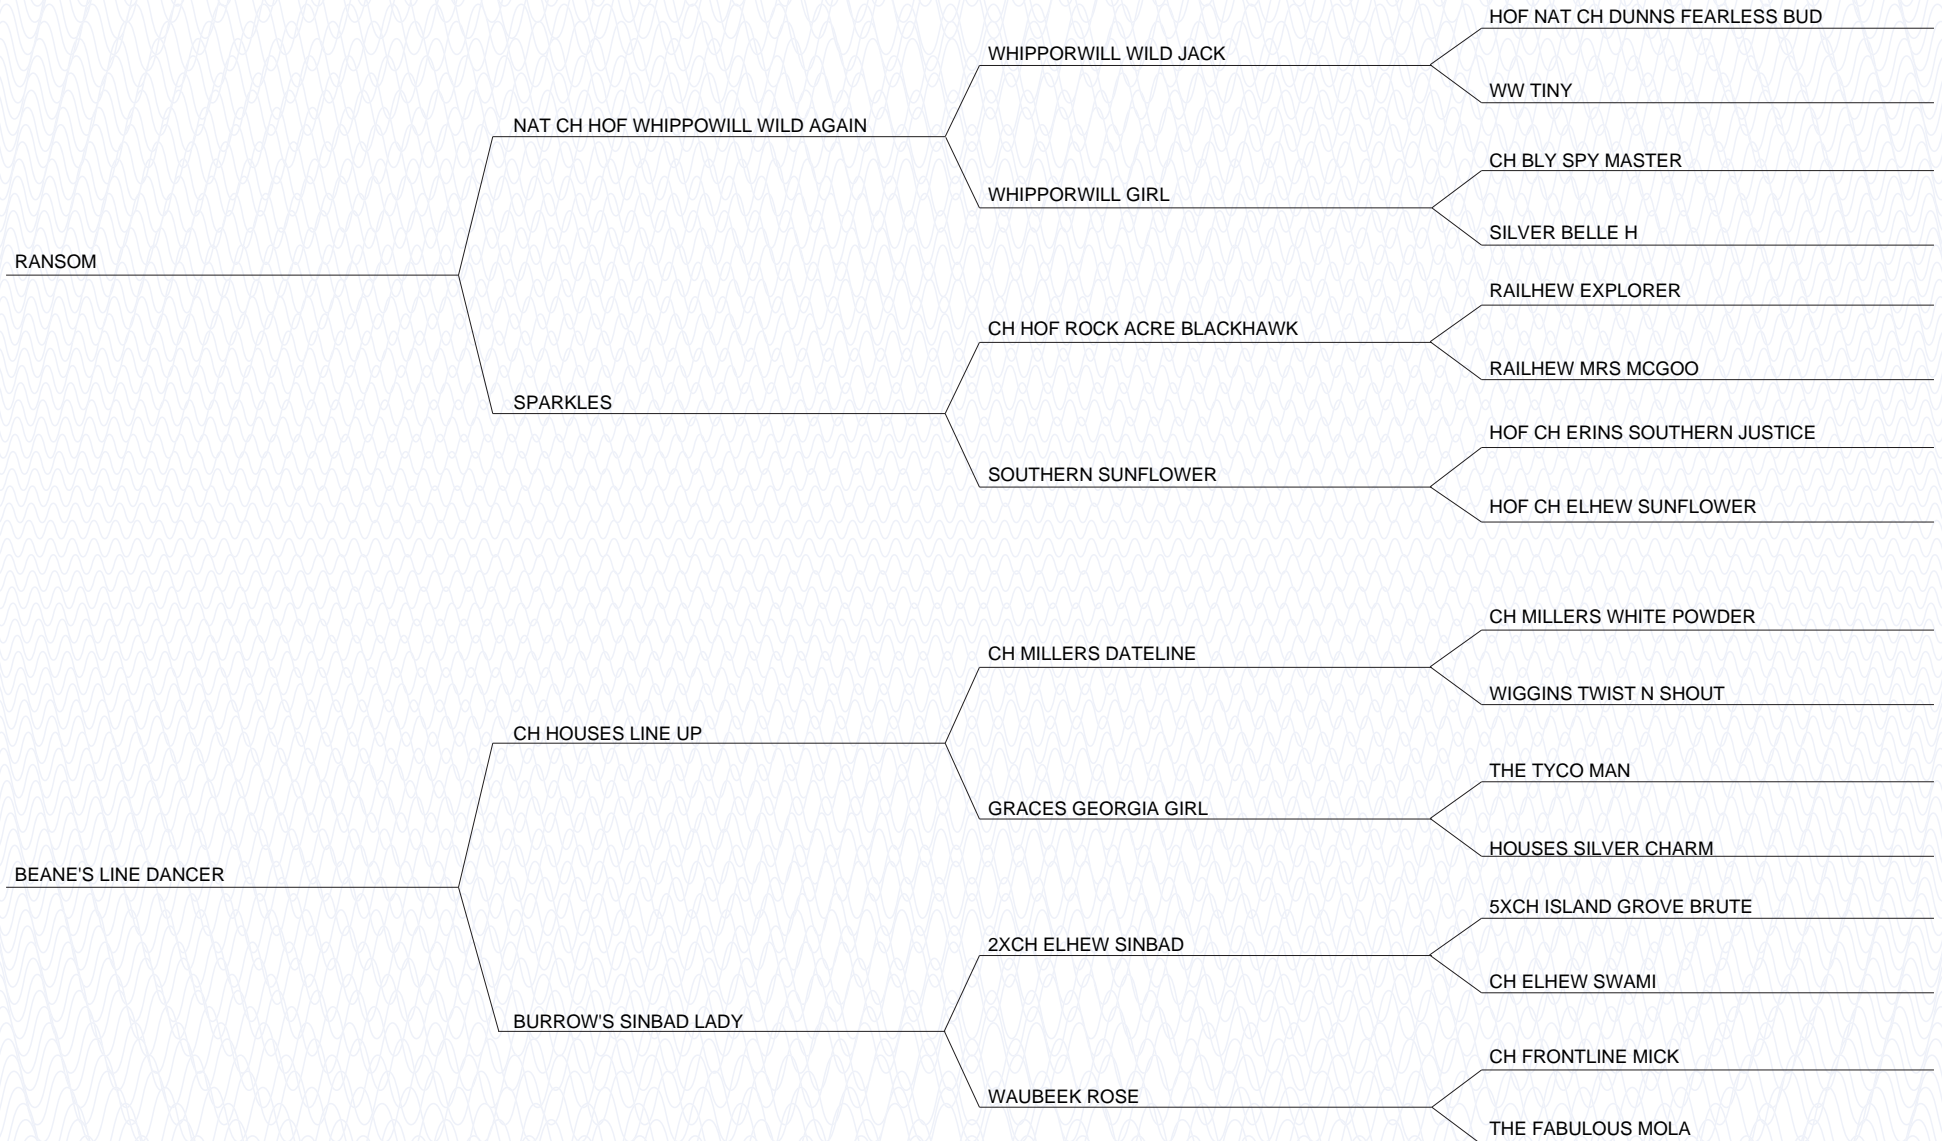 RANSOM
NAT CH HOF WHIPPOWILL WILD AGAIN
WHIPPORWILL WILD JACK
HOF NAT CH DUNNS FEARLESS BUD
WW TINY
WHIPPORWILL GIRL
CH BLY SPY MASTER
SILVER BELLE H
SPARKLES
CH HOF ROCK ACRE BLACKHAWK
RAILHEW EXPLORER
RAILHEW MRS MCGOO
SOUTHERN SUNFLOWER
HOF CH ERINS SOUTHERN JUSTICE
HOF CH ELHEW SUNFLOWER
BEANE'S LINE DANCER
CH HOUSES LINE UP
CH MILLERS DATELINE
CH MILLERS WHITE POWDER
WIGGINS TWIST N SHOUT
GRACES GEORGIA GIRL
THE TYCO MAN
HOUSES SILVER CHARM
BURROW'S SINBAD LADY
2XCH ELHEW SINBAD
5XCH ISLAND GROVE BRUTE
CH ELHEW SWAMI
WAUBEEK ROSE
CH FRONTLINE MICK
THE FABULOUS MOLA